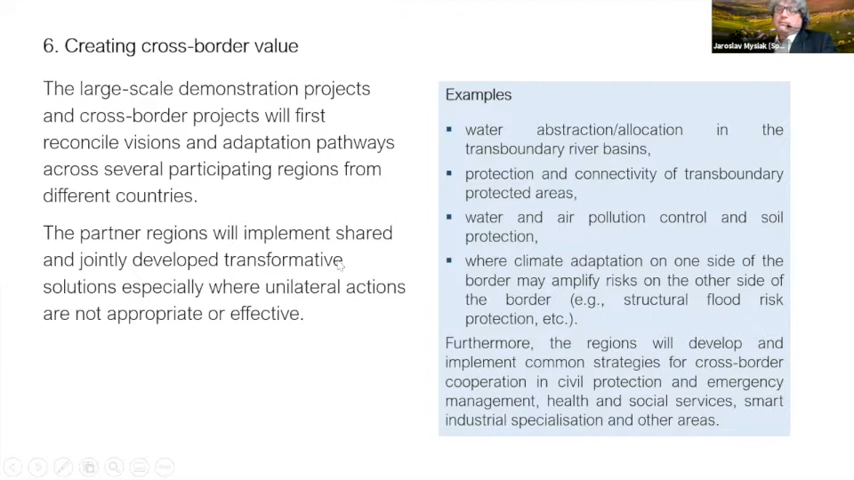 Jaroslav Mysiak (Sp...
6. Creating cross-border value
The large-scale demonstration projects
and cross-border projects will first
reconcile visions and adaptation pathways
across several participating regions from
different countries.
The partner regions will implement shared
and jointly developed transformative
solutions especially where unilateral actions
are not appropriate or effective.
Examples
▪ water abstraction/allocation in the
transboundary river basins,
▪ protection and connectivity of transboundary
protected areas,
▪ water and air pollution control and soil
protection,
▪ where climate adaptation on one side of the
border may amplify risks on the other side of
the border (e.g., structural flood risk
protection, etc.).
Furthermore, the regions will develop and
implement common strategies for cross-border
cooperation in civil protection and emergency
management, health and social services, smart
industrial specialisation and other areas.